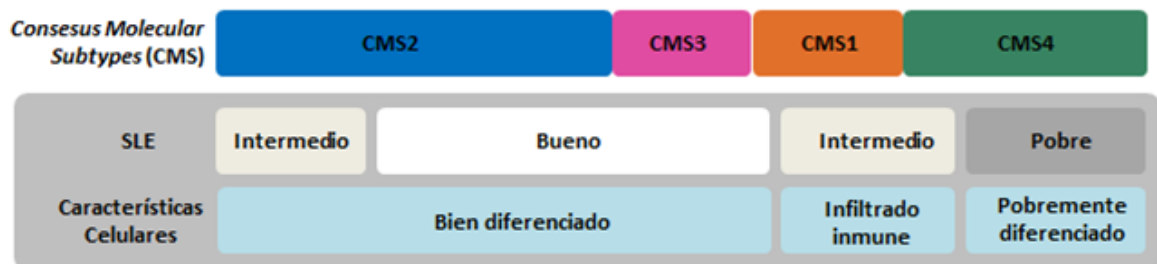 Consesus Molecular
Subtypes (CMS)
CMS2
CMS3
CMS1
CMS4
SLE
Intermedio
Bueno
Intermedio
Pobre
Características
Celulares
Bien diferenciado
Infiltrado
inmune
Pobremente
diferenciado